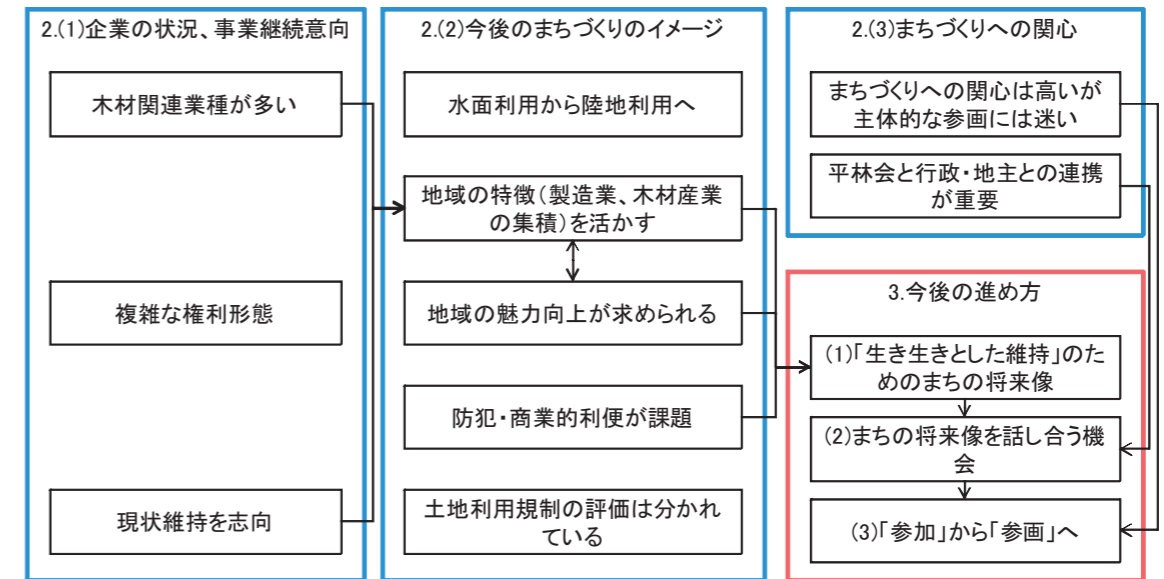 2.(1)企業の状況、事業継続意向
木材関連業種が多い
複雑な権利形態
現状維持を志向
2.(2)今後のまちづくりのイメージ
水面利用から陸地利用へ
地域の特徴(製造業、木材産業
の集積)を活かす
地域の魅力向上が求められる
防犯・商業的利便が課題
土地利用規制の評価は分かれ
ている
2.(3)まちづくりへの関心
まちづくりへの関心は高いが
主体的な参画には迷い
平林会と行政・地主との連携
が重要
3.今後の進め方
(1)「生き生きとした維持」のた
めのまちの将来像
(2)まちの将来像を話し合う機
会
(3)「参加」から「参画」へ